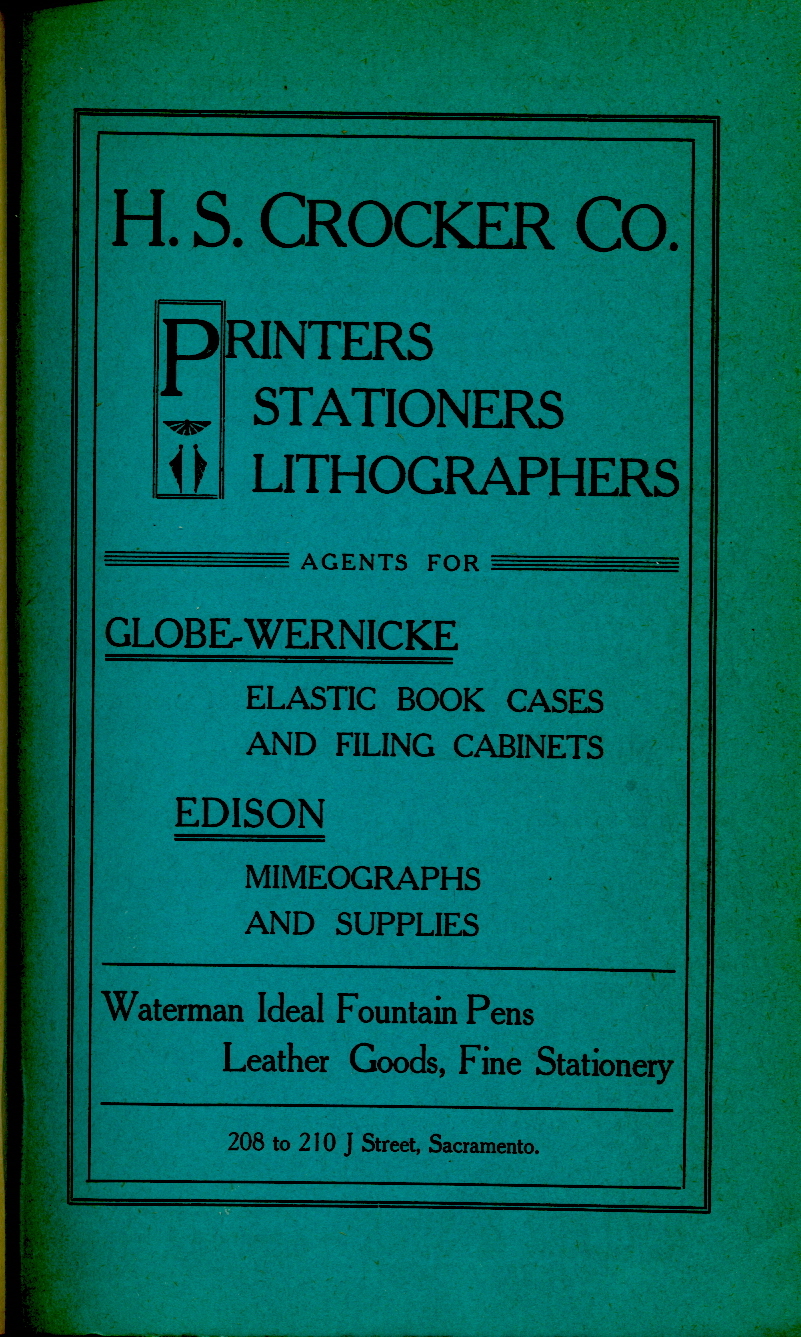 H. S. CROCKER CO.
PRINTERS
STATIONERS
LITHOGRAPHERS
AGENTS FOR
GLOBE-WERNICKE
ELASTIC BOOK CASES
AND FILING CABINETS
EDISON
MIMEOGRAPHS
AND SUPPLIES
Waterman Ideal Fountain Pens
Leather Goods, Fine Stationery
208 to 210 J Street, Sacramento.